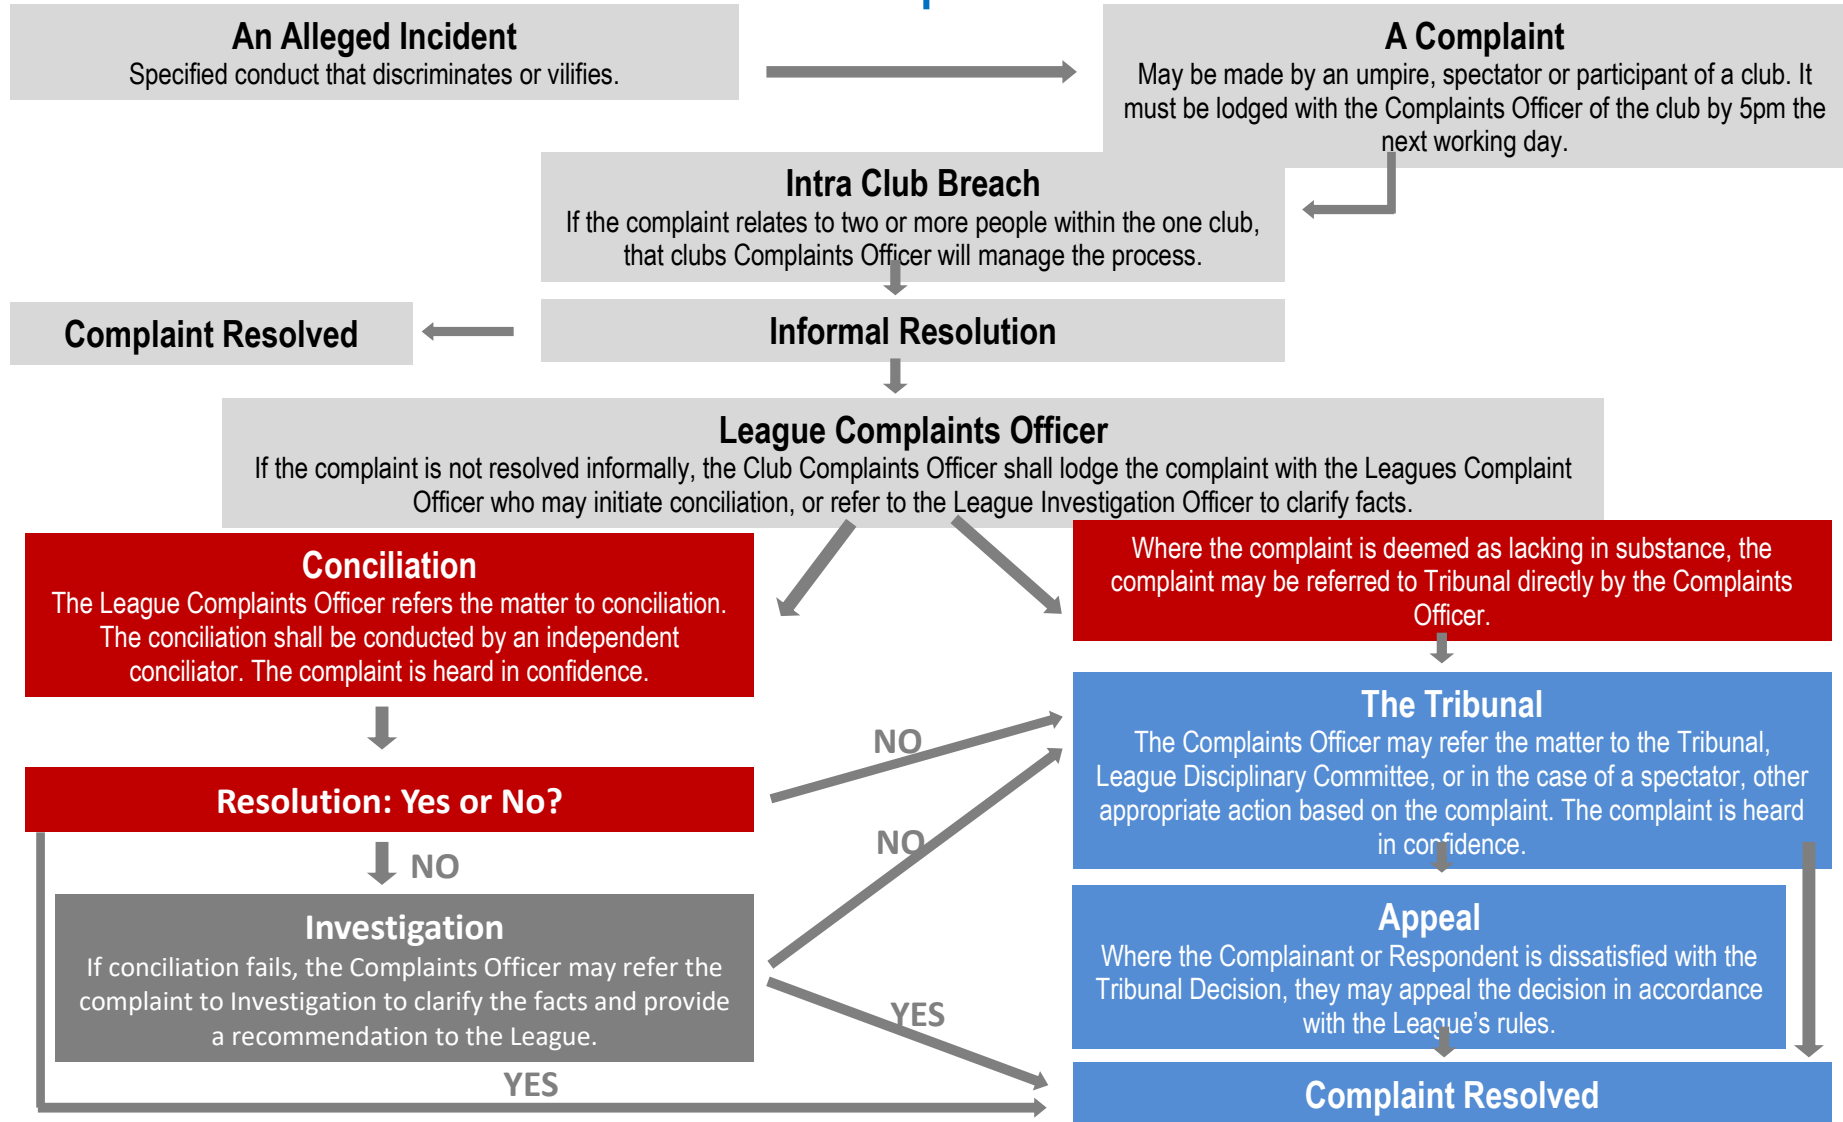 An Alleged Incident
Specified conduct that discriminates or vilifies.
A Complaint
May be made by an umpire, spectator or participant of a club. It
must be lodged with the Complaints Officer of the club by 5pm the
next working day.
Intra Club Breach
If the complaint relates to two or more people within the one club,
that clubs Complaints Officer will manage the process.
Complaint Resolved
Informal Resolution
League Complaints Officer
If the complaint is not resolved informally, the Club Complaints Officer shall lodge the complaint with the Leagues Complaint
Officer who may initiate conciliation, or refer to the League Investigation Officer to clarify facts.
Conciliation
The League Complaints Officer refers the matter to conciliation.
The conciliation shall be conducted by an independent
conciliator. The complaint is heard in confidence.
Where the complaint is deemed as lacking in substance, the
complaint may be referred to Tribunal directly by the Complaints
Officer.
The Tribunal
The Complaints Officer may refer the matter to the Tribunal,
League Disciplinary Committee, or in the case of a spectator, other
appropriate action based on the complaint. The complaint is heard
in confidence.
NO
Resolution: Yes or No?
NO
NO
Investigation
If conciliation fails, the Complaints Officer may refer the
complaint to Investigation to clarify the facts and provide
a recommendation to the League.
Appeal
Where the Complainant or Respondent is dissatisfied with the
Tribunal Decision, they may appeal the decision in accordance
with the League's rules.
YES
YES
Complaint Resolved